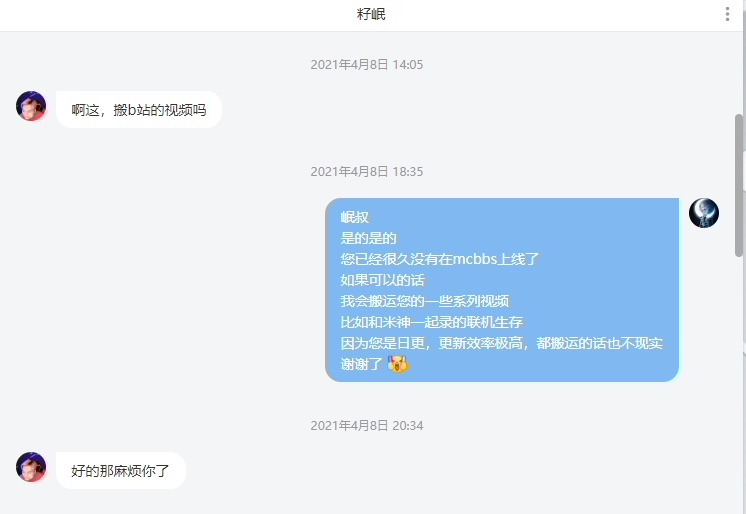 籽岷
2021年4月8日 14:05
啊这，搬b站的视频吗
2021年4月8日 18:35
岷叔
是的是的
您已经很久没有在mcbbs上线了
如果可以的话
我会搬运您的一些系列视频
比如和米神一起录的联机生存
因为您是日更，更新效率极高，都搬运的话也不现实
谢谢了
2021年4月8日 20:34
好的那麻烦你了